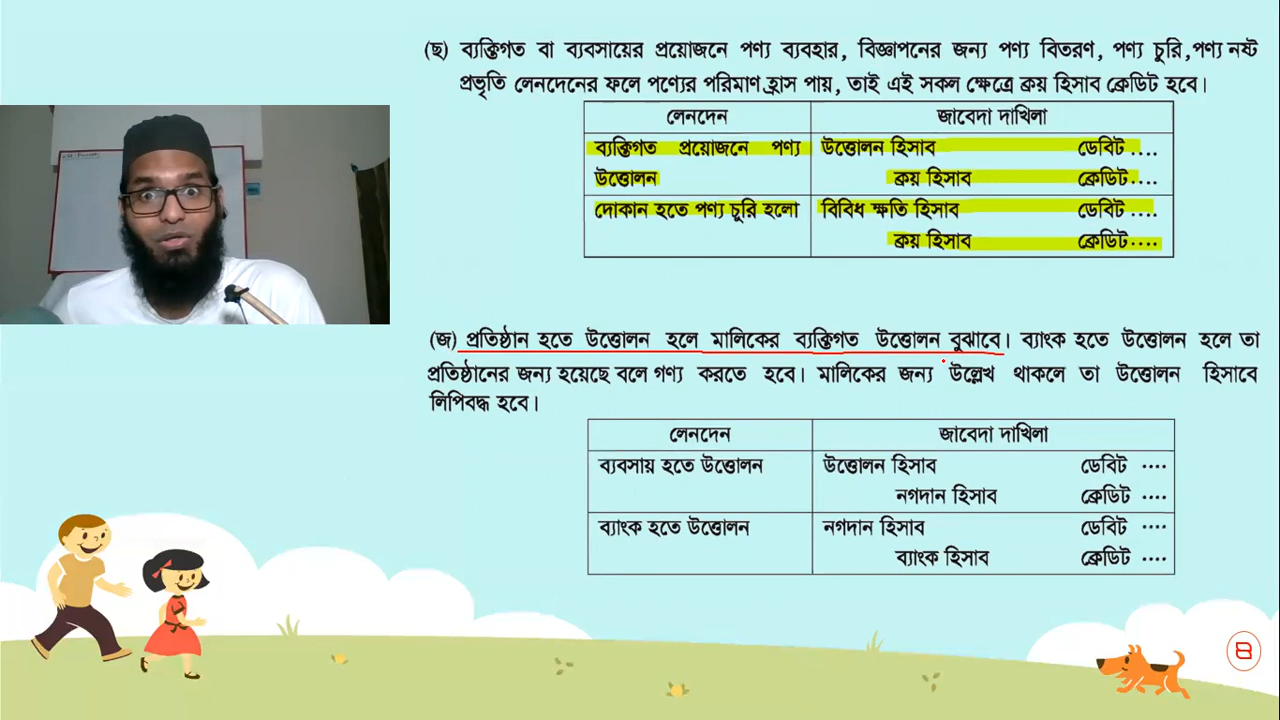 (ছ) ব্যক্তিগত বা ব্যবসায়ের প্রয়োজনে পণ্য ব্যবহার, বিজ্ঞাপনের জন্য পণ্য বিতরণ, পণ্য চুরি,পণ্য নষ্ট
প্রভৃতি লেনদেনের ফলে পণ্যের পরিমাণ হ্রাস পায়, তাই এই সকল ক্ষেত্রে ক্রয় হিসাব ক্রেডিট হবে।
লেনদেন জাবেদা দাখিলা
ব্যক্তিগত প্রয়োজনে পণ্য উত্তোলন হিসাব ডেবিট ....
উত্তোলন ক্রয় হিসাব ক্রেডিট....
দোকান হতে পণ্য চুরি হলো বিবিধ ক্ষতি হিসাব ডেবিট ....
ক্রয় হিসাব ক্রেডিট....
(জ) প্রতিষ্ঠান হতে উত্তোলন হলে মালিকের ব্যক্তিগত উত্তোলন বুঝাবে। ব্যাংক হতে উত্তোলন হলে তা
প্রতিষ্ঠানের জন্য হয়েছে বলে গণ্য করতে হবে। মালিকের জন্য উল্লেখ থাকলে তা উত্তোলন হিসাবে
লিপিবদ্ধ হবে।
লেনদেন জাবেদা দাখিলা
ব্যবসায় হতে উত্তোলন উত্তোলন হিসাব ডেবিট ....
নগদান হিসাব ক্রেডিট ....
ব্যাংক হতে উত্তোলন নগদান হিসাব ডেবিট ....
ব্যাংক হিসাব ক্রেডিট ....